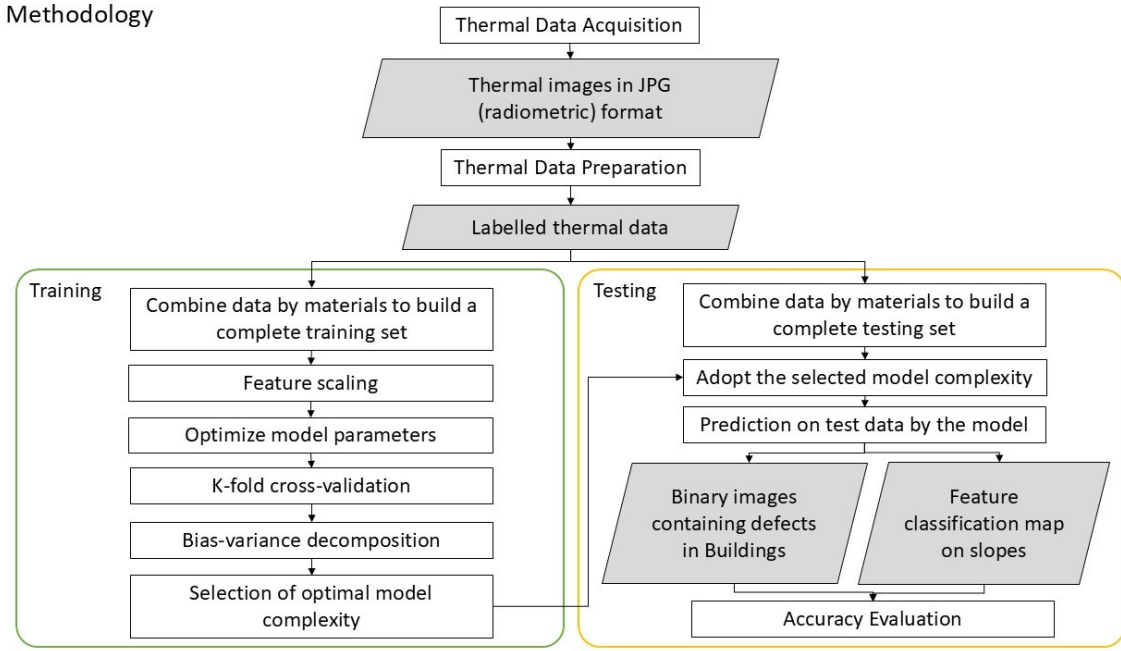 Methodology
Thermal Data Acquisition
Thermal images in JPG
(radiometric) format
Thermal Data Preparation
Labelled thermal data
Training
Combine data by materials to build a
complete training set
Feature scaling
Optimize model parameters
K-fold cross-validation
Bias-variance decomposition
Selection of optimal model
complexity
Testing
Combine data by materials to build a
complete testing set
Adopt the selected model complexity
Prediction on test data by the model
Binary images
containing defects
in Buildings
Feature
classification map
on slopes
Accuracy Evaluation